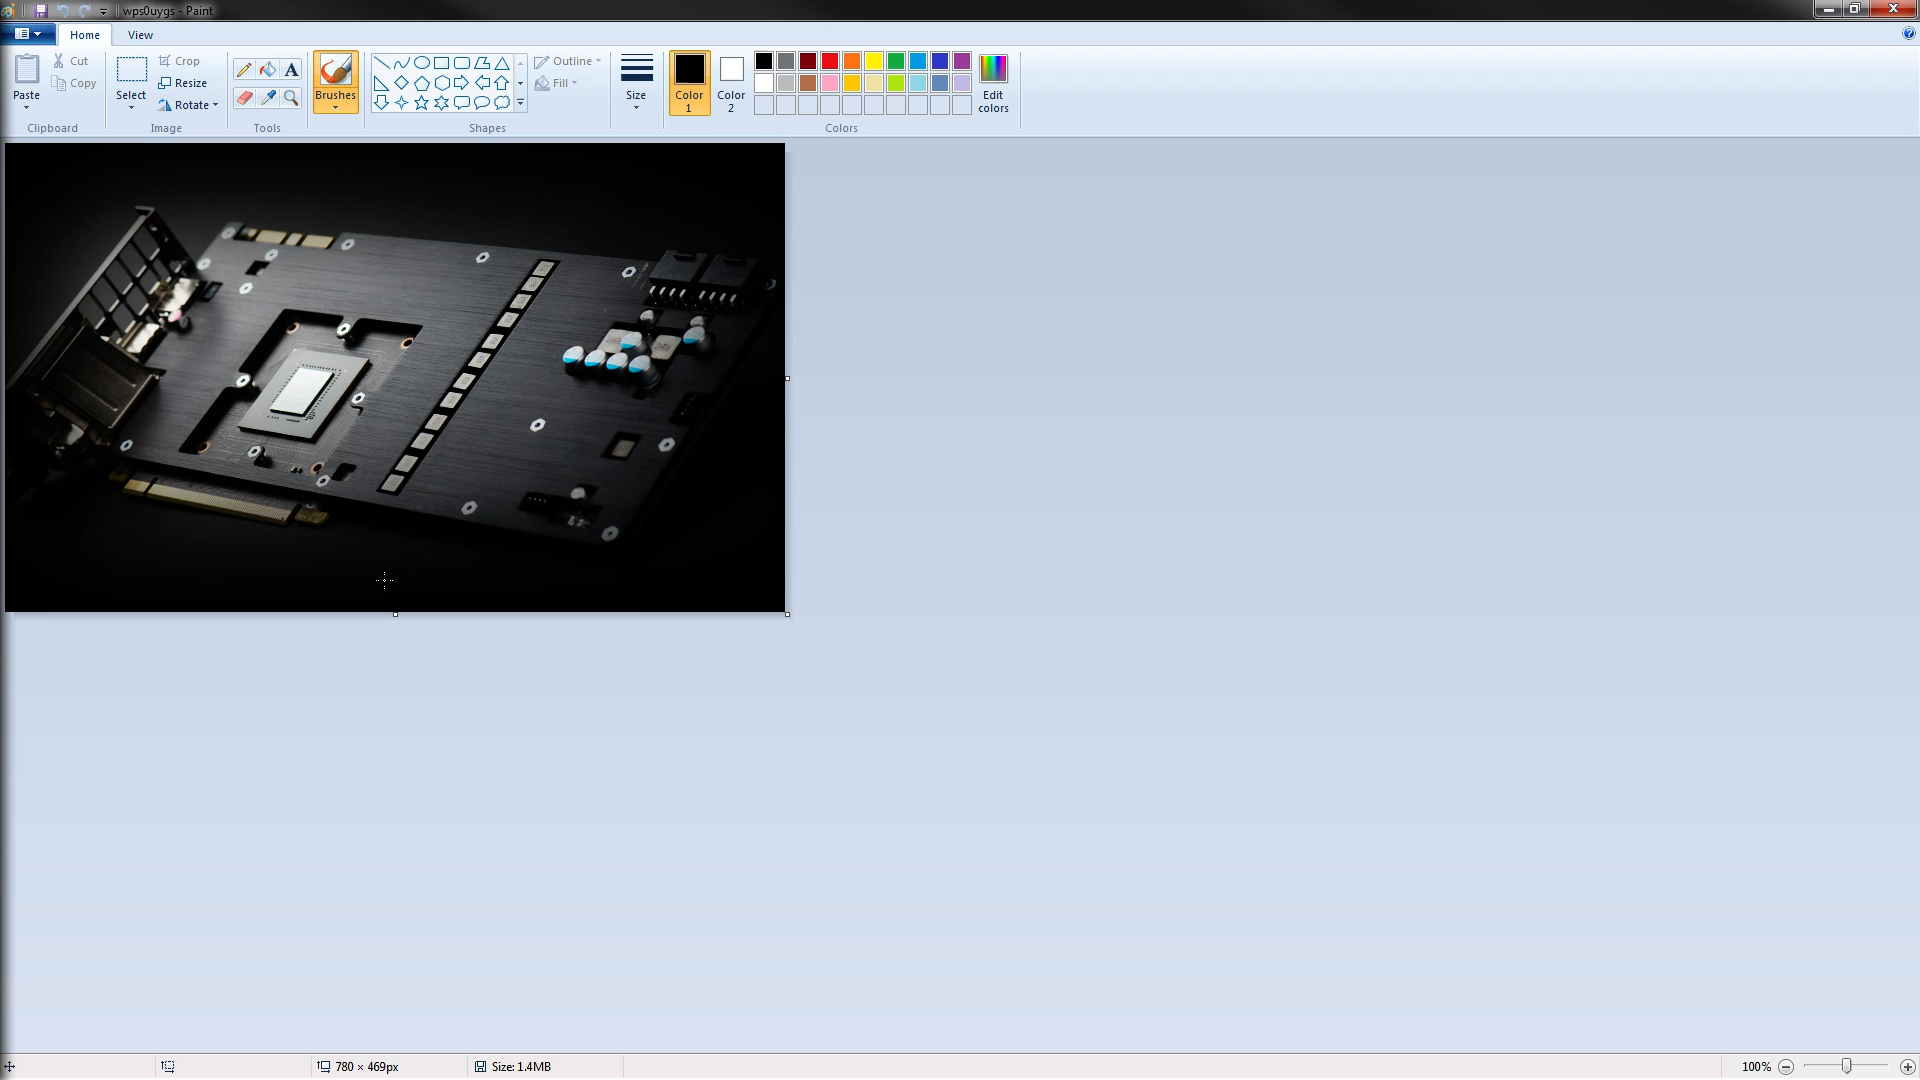 wps0uygs - Paint
Home
View
Paste
Cut
Copy
Clipboard
Select
Crop
Resize
Rotate
Image
A
Tools
Brushes
Outline
Fill
Shapes
Size
Color
1
Color
2
Edit
colors
Colors
780 × 469px
Size: 1.4MB
100%